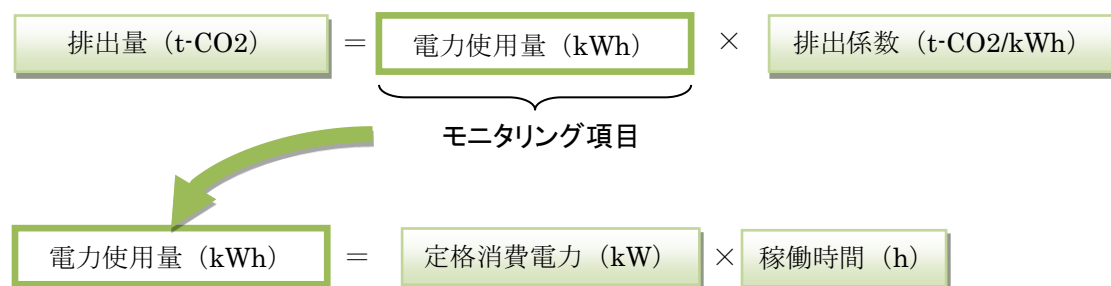 排出量（t-CO2） ＝ 電力使用量（kWh） × 排出係数（t-CO2/kWh）
モニタリング項目
電力使用量（kWh） ＝ 定格消費電力（kW） × 稼働時間（h）